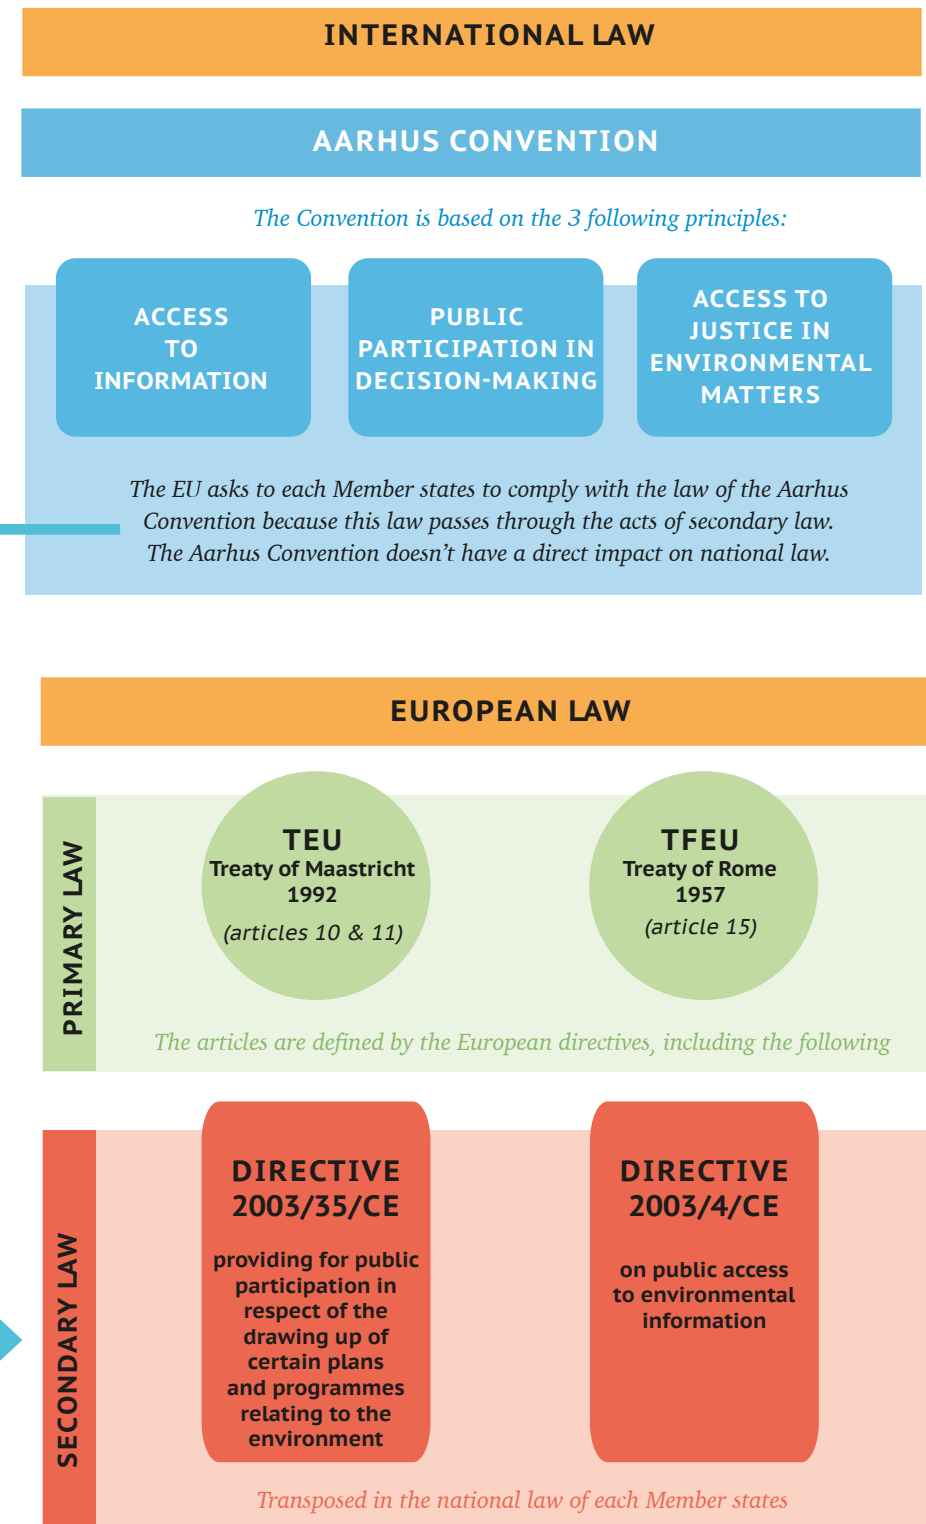 INTERNATIONAL LAW
AARHUS CONVENTION
The Convention is based on the 3 following principles:
ACCESS
TO
INFORMATION
PUBLIC
PARTICIPATION IN
DECISION-MAKING
ACCESS TO
JUSTICE IN
ENVIRONMENTAL
MATTERS
The EU asks to each Member states to comply with the law of the Aarhus
Convention because this law passes through the acts of secondary law.
The Aarhus Convention doesn't have a direct impact on national law.
EUROPEAN LAW
PRIMARY LAW
TEU
Treaty of Maastricht
1992
(articles 10 & 11)
TFEU
Treaty of Rome
1957
(article 15)
The articles are defined by the European directives, including the following
SECONDARY LAW
DIRECTIVE
2003/35/CE
providing for public
participation in
respect of the
drawing up of
certain plans
and programmes
relating to the
environment
DIRECTIVE
2003/4/CE
on public access
to environmental
information
Transposed in the national law of each Member states